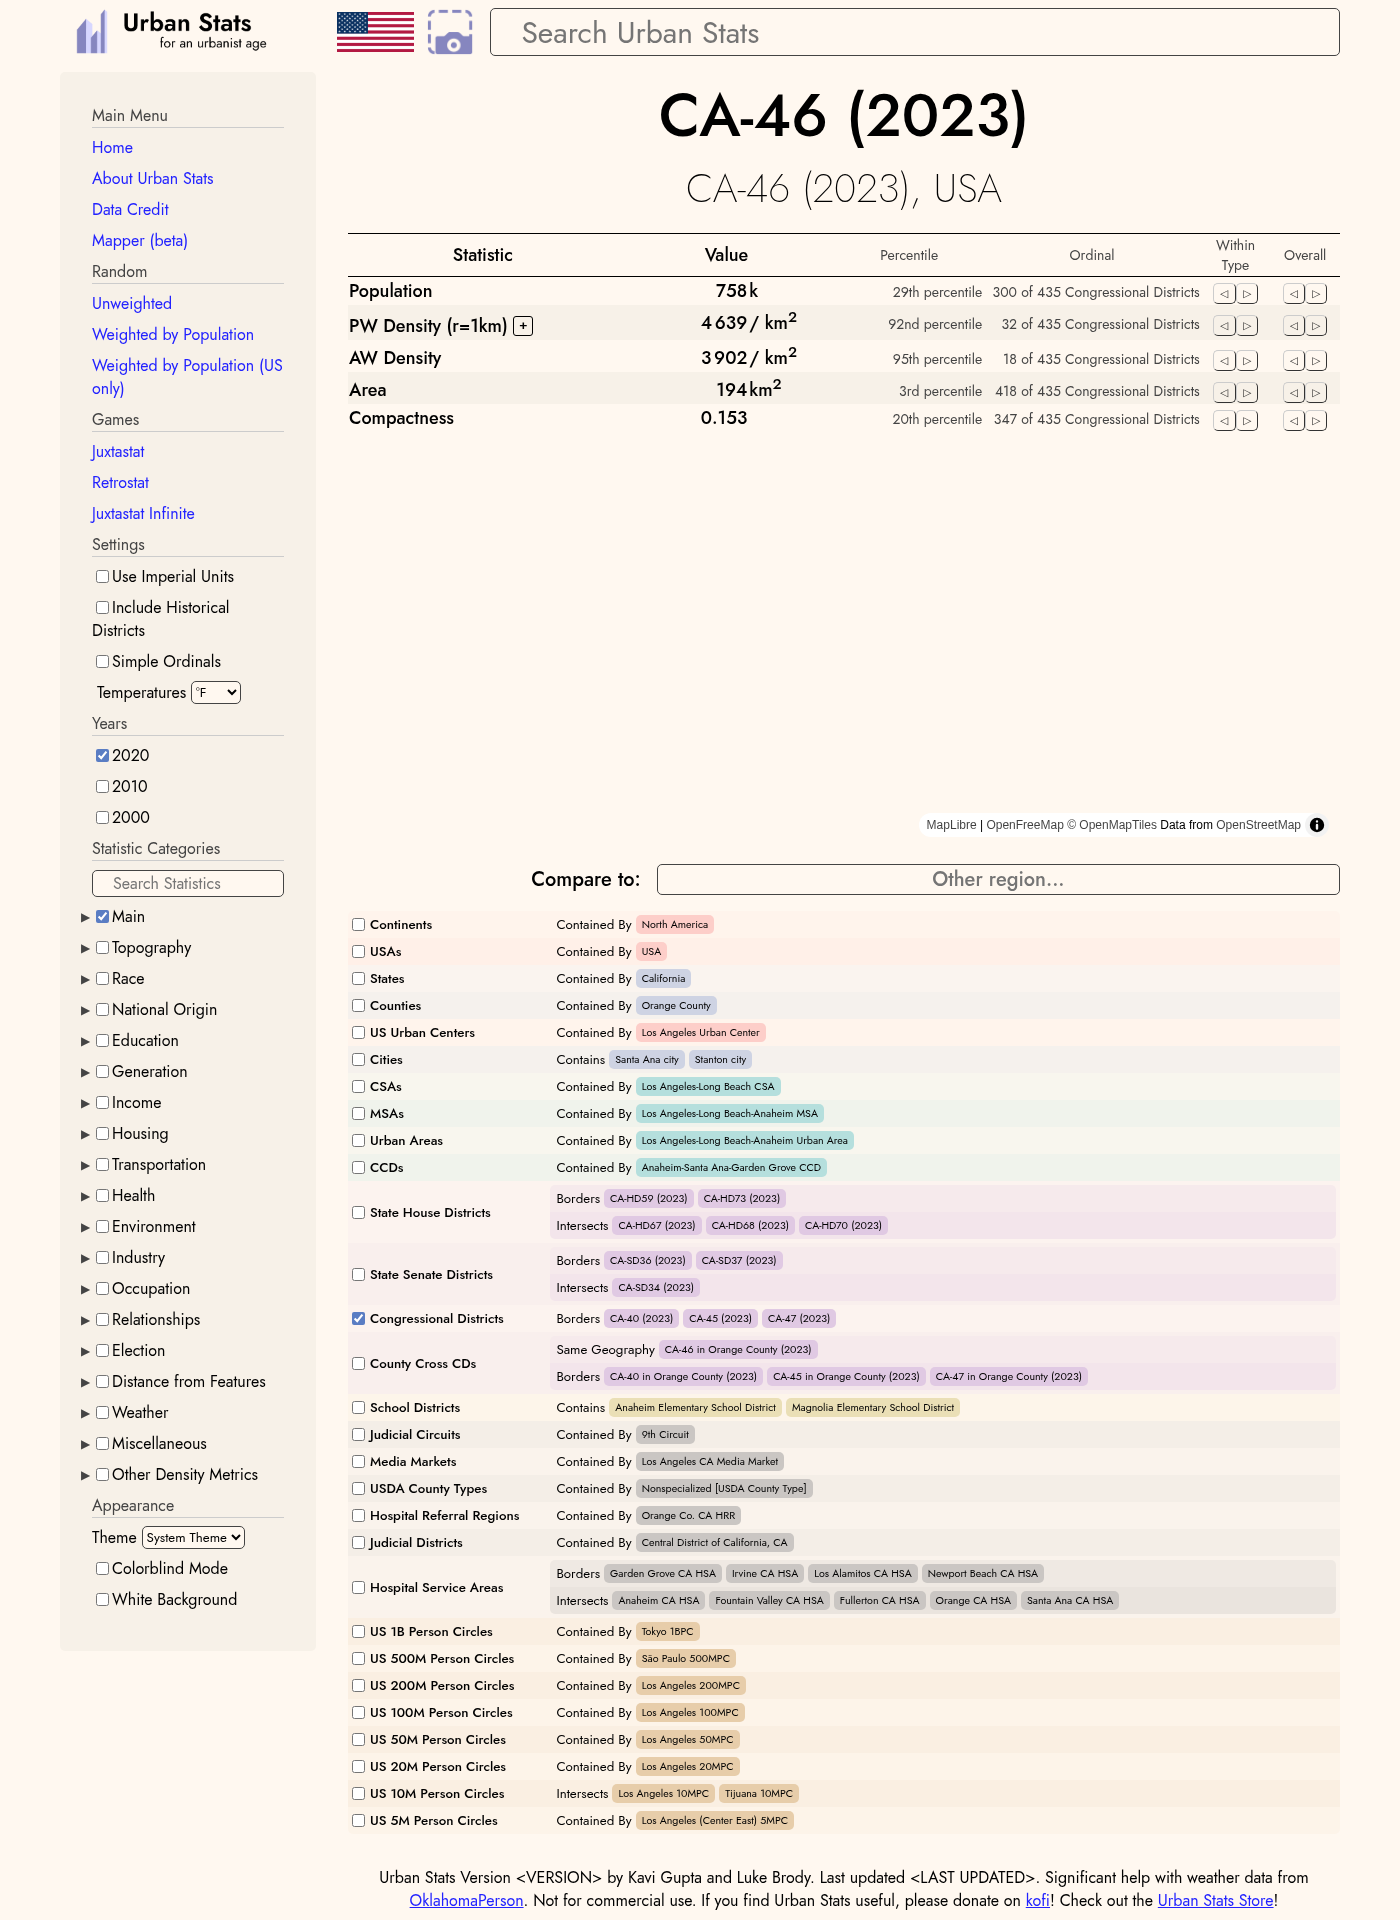 Urban Stats
for an urbanist age
Search Urban Stats
Main Menu
Home
About Urban Stats
Data Credit
Mapper (beta)
Random
Unweighted
Weighted by Population
Weighted by Population (US
only)
Games
Juxtastat
Retrostat
Juxtastat Infinite
Settings
Use Imperial Units
Include Historical
Districts
Simple Ordinals
Temperatures °F
Years
2020
2010
2000
Statistic Categories
Search Statistics
Main
Topography
Race
National Origin
Education
Generation
Income
Housing
Transportation
Health
Environment
Industry
Occupation
Relationships
Election
Distance from Features
Weather
Miscellaneous
Other Density Metrics
Appearance
Theme System Theme
Colorblind Mode
White Background
CA-46 (2023)
CA-46 (2023), USA
Statistic Value Percentile Ordinal Within Type Overall
Population 758k 29th percentile 300 of 435 Congressional Districts
PW Density (r=1km) + 4 639 / km² 92nd percentile 32 of 435 Congressional Districts
AW Density 3 902 / km² 95th percentile 18 of 435 Congressional Districts
Area 194 km² 3rd percentile 418 of 435 Congressional Districts
Compactness 0.153 20th percentile 347 of 435 Congressional Districts
MapLibre | OpenFreeMap © OpenMapTiles Data from OpenStreetMap
Compare to: Other region...
Continents Contained By North America
USAs Contained By USA
States Contained By California
Counties Contained By Orange County
US Urban Centers Contained By Los Angeles Urban Center
Cities Contains Santa Ana city Stanton city
CSAs Contained By Los Angeles-Long Beach CSA
MSAs Contained By Los Angeles-Long Beach-Anaheim MSA
Urban Areas Contained By Los Angeles-Long Beach-Anaheim Urban Area
CCDs Contained By Anaheim-Santa Ana-Garden Grove CCD
State House Districts
Borders CA-HD59 (2023) CA-HD73 (2023)
Intersects CA-HD67 (2023) CA-HD68 (2023) CA-HD70 (2023)
State Senate Districts
Borders CA-SD36 (2023) CA-SD37 (2023)
Intersects CA-SD34 (2023)
Congressional Districts Borders CA-40 (2023) CA-45 (2023) CA-47 (2023)
County Cross CDs
Same Geography CA-46 in Orange County (2023)
Borders CA-40 in Orange County (2023) CA-45 in Orange County (2023) CA-47 in Orange County (2023)
School Districts Contains Anaheim Elementary School District Magnolia Elementary School District
Judicial Circuits Contained By 9th Circuit
Media Markets Contained By Los Angeles CA Media Market
USDA County Types Contained By Nonspecialized [USDA County Type]
Hospital Referral Regions Contained By Orange Co. CA HRR
Judicial Districts Contained By Central District of California, CA
Hospital Service Areas
Borders Garden Grove CA HSA Irvine CA HSA Los Alamitos CA HSA Newport Beach CA HSA
Intersects Anaheim CA HSA Fountain Valley CA HSA Fullerton CA HSA Orange CA HSA Santa Ana CA HSA
US 1B Person Circles Contained By Tokyo 1BPC
US 500M Person Circles Contained By São Paulo 500MPC
US 200M Person Circles Contained By Los Angeles 200MPC
US 100M Person Circles Contained By Los Angeles 100MPC
US 50M Person Circles Contained By Los Angeles 50MPC
US 20M Person Circles Contained By Los Angeles 20MPC
US 10M Person Circles Intersects Los Angeles 10MPC Tijuana 10MPC
US 5M Person Circles Contained By Los Angeles (Center East) 5MPC
Urban Stats Version <VERSION> by Kavi Gupta and Luke Brody. Last updated <LAST UPDATED>. Significant help with weather data from
OklahomaPerson. Not for commercial use. If you find Urban Stats useful, please donate on kofi! Check out the Urban Stats Store!